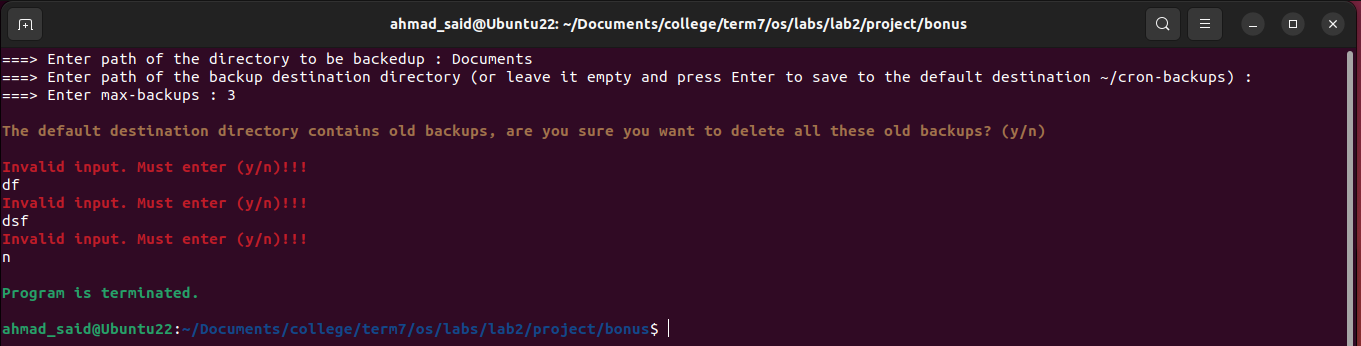 ahmad_said@Ubuntu22: ~/Documents/college/term7/os/labs/lab2/project/bonus
===> Enter path of the directory to be backedup : Documents
===> Enter path of the backup destination directory (or leave it empty and press Enter to save to the default destination ~/cron-backups) :
===> Enter max-backups : 3
The default destination directory contains old backups, are you sure you want to delete all these old backups? (y/n)
Invalid input. Must enter (y/n)!!!
df
Invalid input. Must enter (y/n)!!!
dsf
Invalid input. Must enter (y/n)!!!
n
Program is terminated.
ahmad_said@Ubuntu22:~/Documents/college/term7/os/labs/lab2/project/bonus$